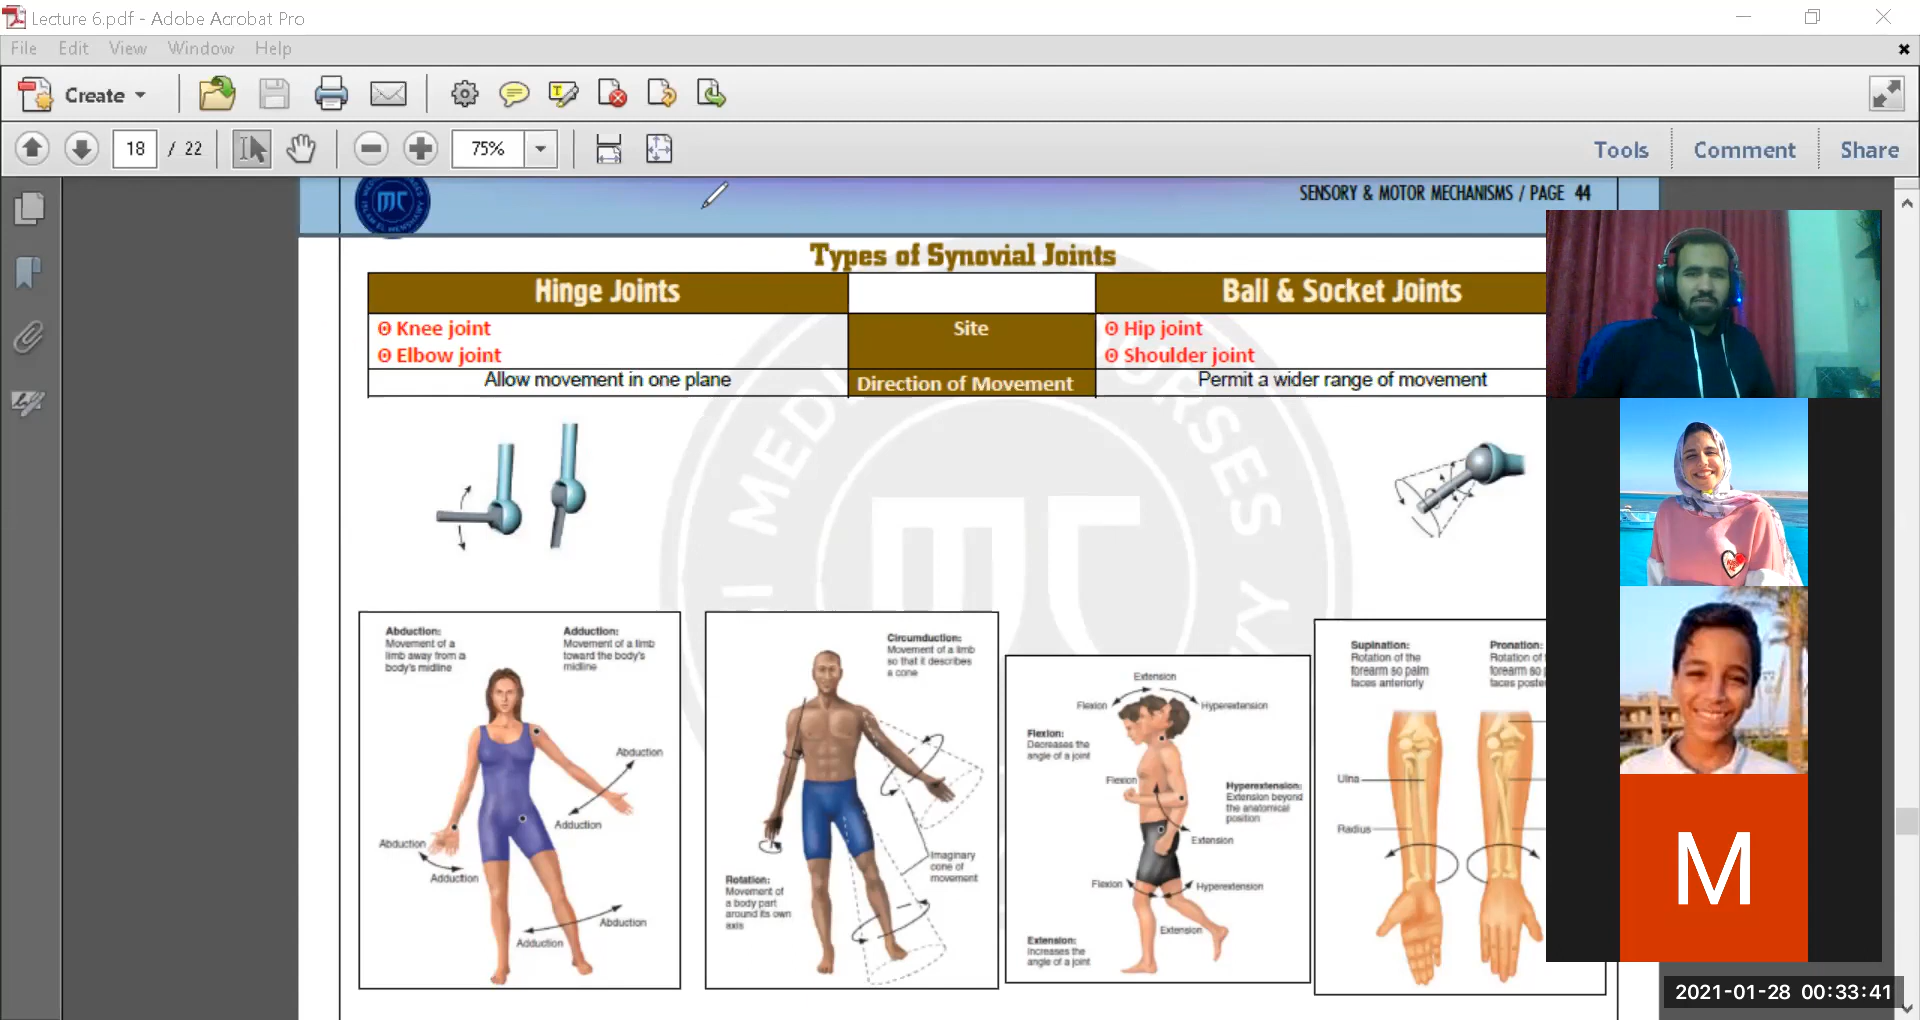 Lecture 6.pdf - Adobe Acrobat Pro
File Edit View Window Help
Create
18 / 22
75%
Tools Comment Share
MC
SENSORY & MOTOR MECHANISMS / PAGE 44
Types of Synovial Joints
Hinge Joints
Ball & Socket Joints
Knee joint
Elbow joint
Site
Hip joint
Shoulder joint
Allow movement in one plane
Direction of Movement
Permit a wider range of movement
Abduction:
Movement of a
limb away from a
body's midline
Adduction:
Movement of a limb
toward the body's
midline
Abduction
Adduction
Abduction
Adduction
Abduction
Adduction
Circumduction:
Movement of a limb
so that it describes
a cone
Imaginary
cone of
movement
Rotation:
Movement of
a body part
around its own
axis
Extension
Flexion
Hyperextension
Flexion:
Decreases the
angle of a joint
Flexion
Hyperextension:
Extension beyond
the anatomical
position
Extension
Flexion
Hyperextension
Extension
Extension:
Increases the
angle of a joint
Supination:
Rotation of the
forearm so palm
faces anteriorly
Pronation:
Rotation of
forearm so
faces poste
Ulna
Radius
M
2021-01-28 00:33:41